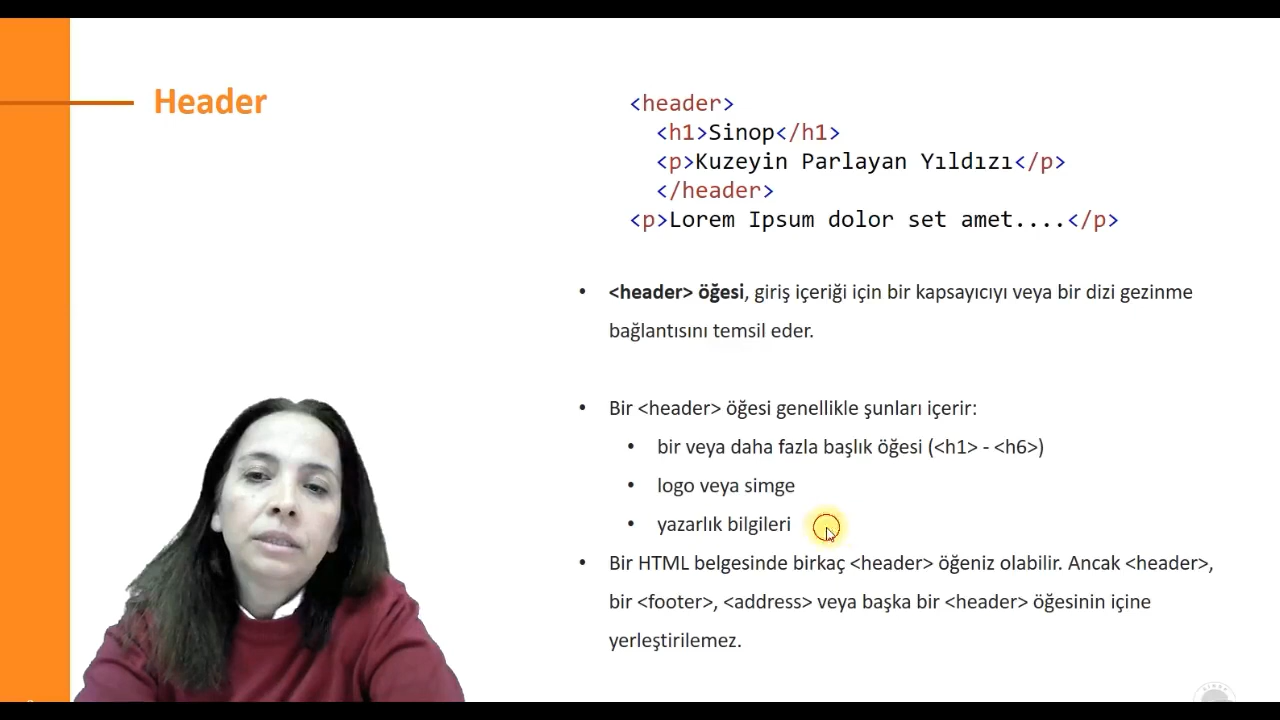 Header
<header>
<h1>Sinop</h1>
<p>Kuzeyin Parlayan Yıldızı</p>
</header>
<p>Lorem Ipsum dolor set amet....</p>
• <header> öğesi, giriş içeriği için bir kapsayıcıyı veya bir dizi gezinme
bağlantısını temsil eder.
• Bir <header> öğesi genellikle şunları içerir:
• bir veya daha fazla başlık öğesi (<h1> - <h6>)
• logo veya simge
• yazarlık bilgileri
• Bir HTML belgesinde birkaç <header> öğeniz olabilir. Ancak <header>,
bir <footer>, <address> veya başka bir <header> öğesinin içine
yerleştirilemez.